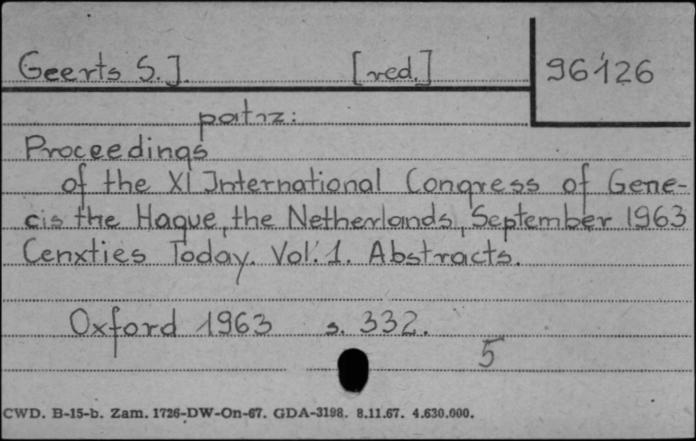 Geerts S.J. [red.] 96126
patrz:
Proceedings
of the XI International Congress of Gene-
cis the Hague, the Netherlands, September 1963
Cenxties Today. Vol. 1. Abstracts.
Oxford 1963 s. 332.
5
CWD. B-15-b. Zam. 1726-DW-On-67. GDA-3198. 8.11.67. 4.630.000.